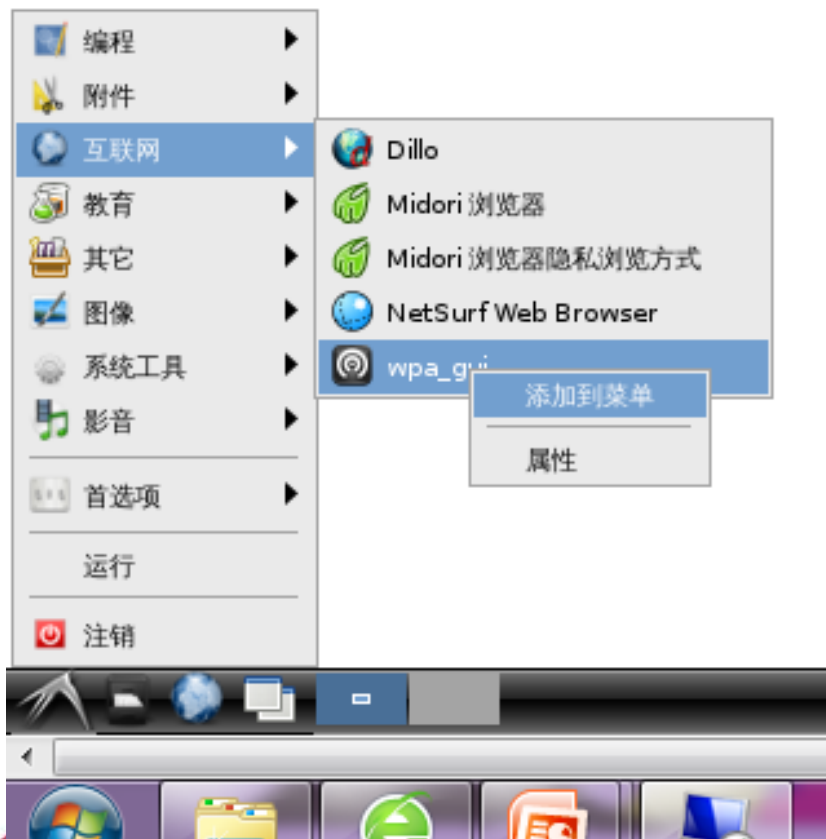 编程
附件
互联网
教育
其它
图像
系统工具
影音
首选项
运行
注销
Dillo
Midori 浏览器
Midori 浏览器隐私浏览方式
NetSurf Web Browser
wpa_gui
添加到菜单
属性